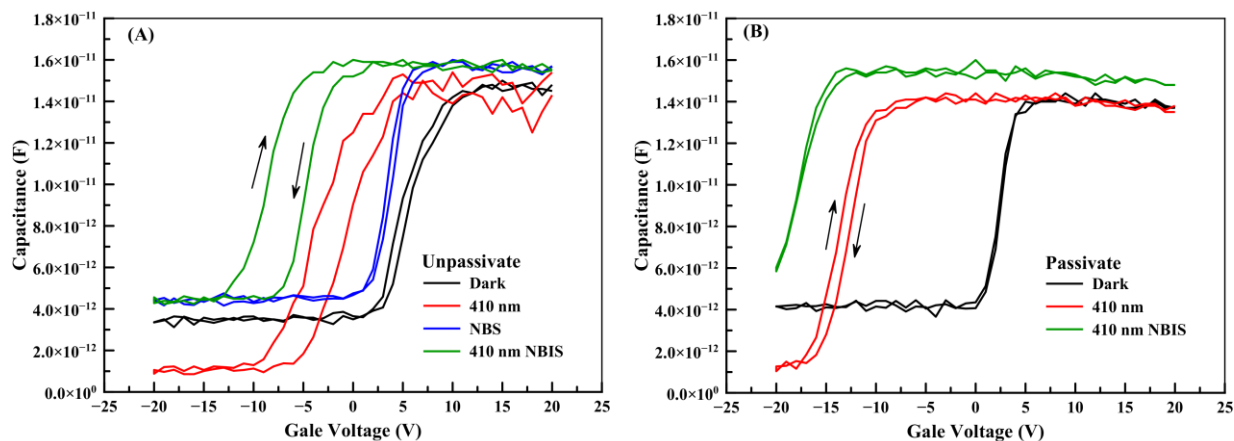 (A)
1.8×10⁻¹¹
1.6×10⁻¹¹
1.4×10⁻¹¹
1.2×10⁻¹¹
1.0×10⁻¹¹
8.0×10⁻¹²
6.0×10⁻¹²
4.0×10⁻¹²
2.0×10⁻¹²
0.0×10⁰
Capacitance (F)
Unpassivate
Dark
410 nm
NBS
410 nm NBIS
−25 −20 −15 −10 −5 0 5 10 15 20 25
Gale Voltage (V)
(B)
1.8×10⁻¹¹
1.6×10⁻¹¹
1.4×10⁻¹¹
1.2×10⁻¹¹
1.0×10⁻¹¹
8.0×10⁻¹²
6.0×10⁻¹²
4.0×10⁻¹²
2.0×10⁻¹²
0.0×10⁰
Capacitance (F)
Passivate
Dark
410 nm
410 nm NBIS
−25 −20 −15 −10 −5 0 5 10 15 20 25
Gale Voltage (V)